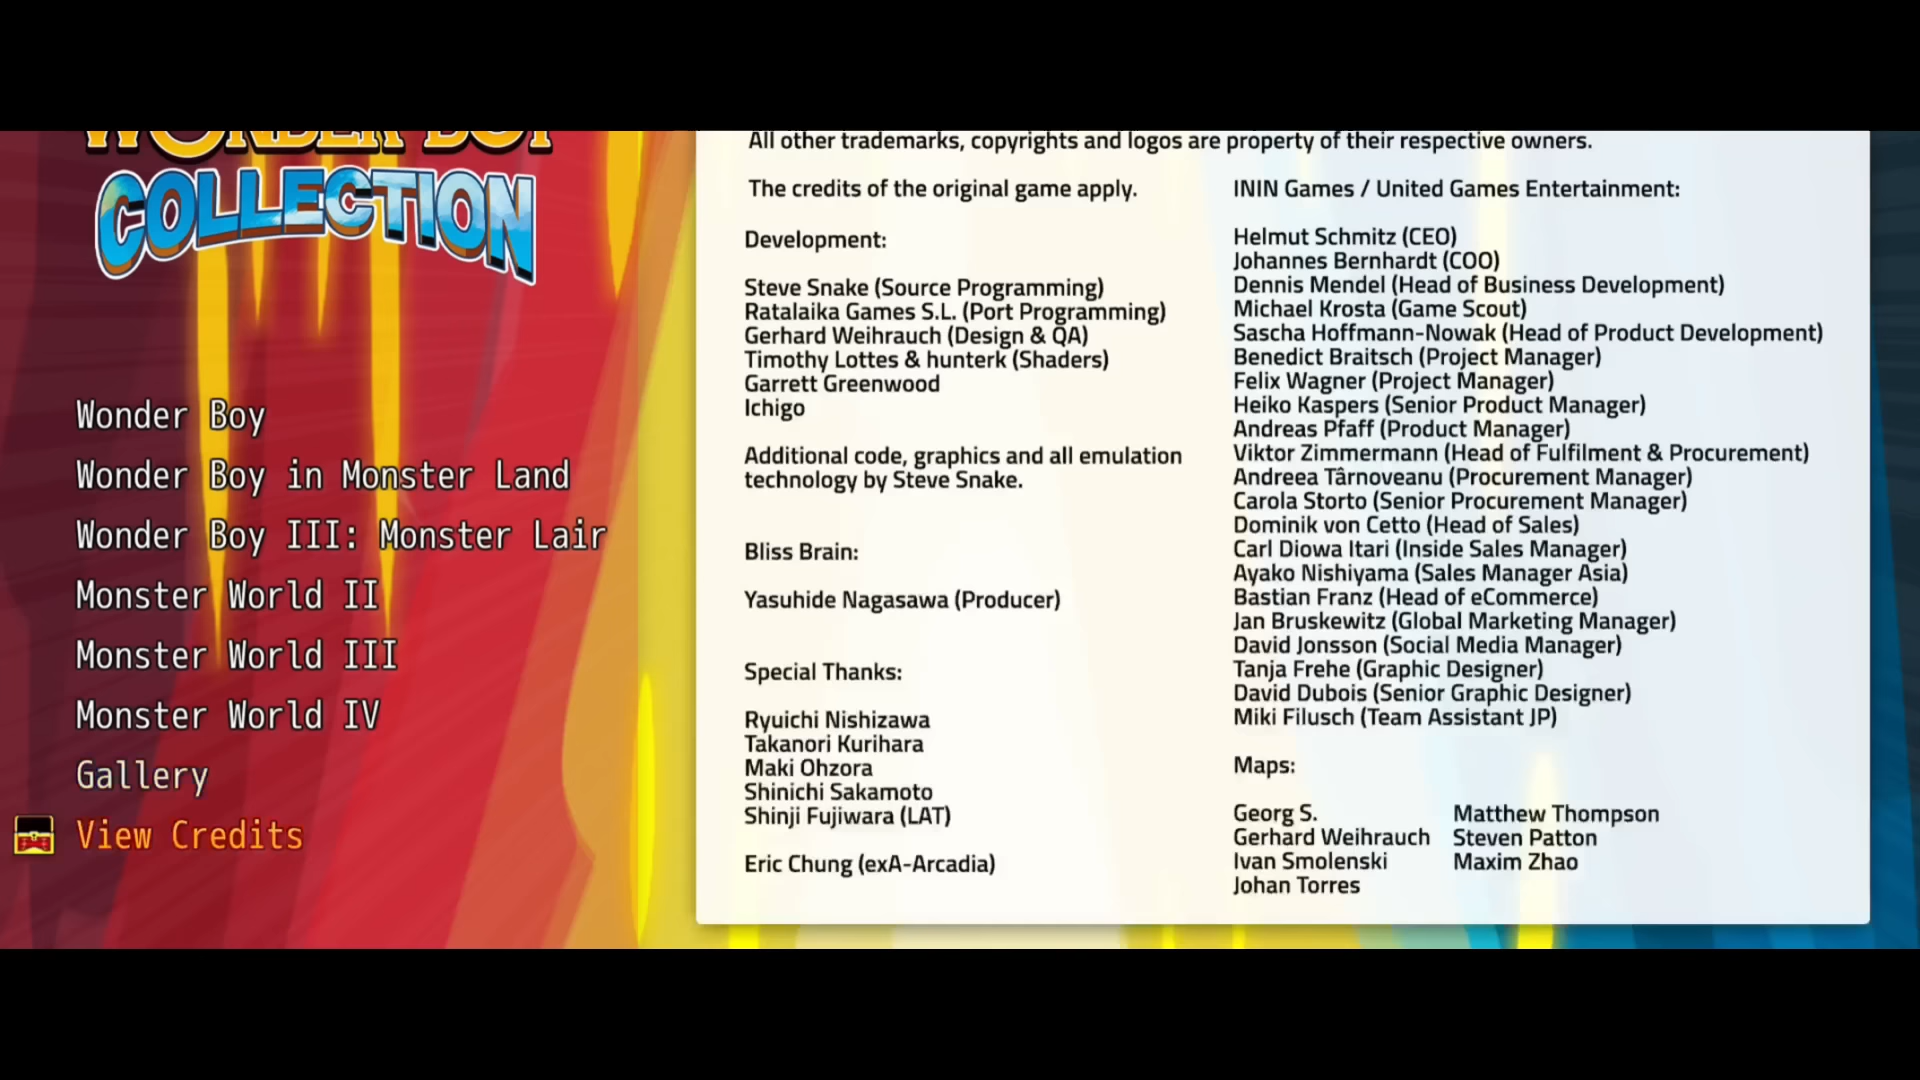 WONDER BOY
COLLECTION
Wonder Boy
Wonder Boy in Monster Land
Wonder Boy III: Monster Lair
Monster World II
Monster World III
Monster World IV
Gallery
View Credits
All other trademarks, copyrights and logos are property of their respective owners.
The credits of the original game apply.
Development:
Steve Snake (Source Programming)
Ratalaika Games S.L. (Port Programming)
Gerhard Weihrauch (Design & QA)
Timothy Lottes & hunterk (Shaders)
Garrett Greenwood
Ichigo
Additional code, graphics and all emulation
technology by Steve Snake.
Bliss Brain:
Yasuhide Nagasawa (Producer)
Special Thanks:
Ryuichi Nishizawa
Takanori Kurihara
Maki Ohzora
Shinichi Sakamoto
Shinji Fujiwara (LAT)
Eric Chung (exA-Arcadia)
ININ Games / United Games Entertainment:
Helmut Schmitz (CEO)
Johannes Bernhardt (COO)
Dennis Mendel (Head of Business Development)
Michael Krosta (Game Scout)
Sascha Hoffmann-Nowak (Head of Product Development)
Benedict Braitsch (Project Manager)
Felix Wagner (Project Manager)
Heiko Kaspers (Senior Product Manager)
Andreas Pfaff (Product Manager)
Viktor Zimmermann (Head of Fulfilment & Procurement)
Andreea Târnoveanu (Procurement Manager)
Carola Storto (Senior Procurement Manager)
Dominik von Cetto (Head of Sales)
Carl Diowa Itari (Inside Sales Manager)
Ayako Nishiyama (Sales Manager Asia)
Bastian Franz (Head of eCommerce)
Jan Bruskewitz (Global Marketing Manager)
David Jonsson (Social Media Manager)
Tanja Frehe (Graphic Designer)
David Dubois (Senior Graphic Designer)
Miki Filusch (Team Assistant JP)
Maps:
Georg S.
Gerhard Weihrauch
Ivan Smolenski
Johan Torres
Matthew Thompson
Steven Patton
Maxim Zhao